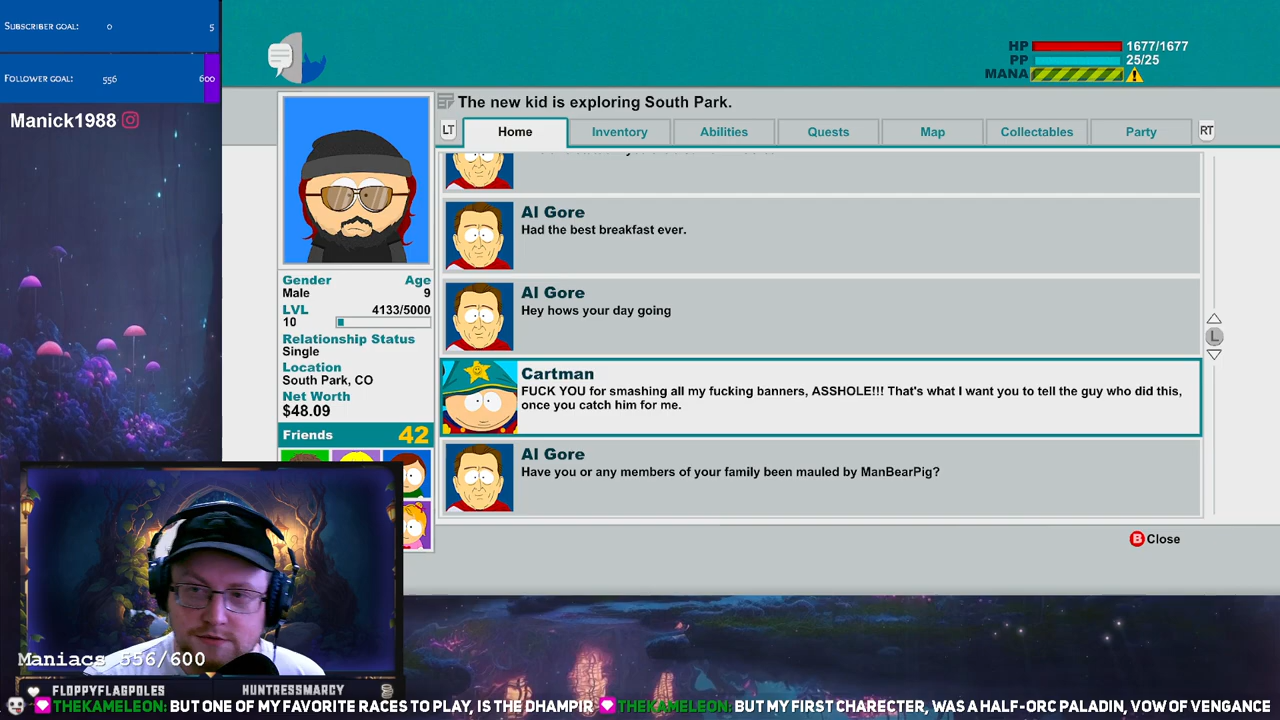 Subscriber goal: 0 5
Follower goal: 556 600
Manick1988
HP 1677/1677
PP 25/25
MANA
The new kid is exploring South Park.
LT Home Inventory Abilities Quests Map Collectables Party RT
Al Gore
Had the best breakfast ever.
Al Gore
Hey hows your day going
Cartman
FUCK YOU for smashing all my fucking banners, ASSHOLE!!! That's what I want you to tell the guy who did this,
once you catch him for me.
Al Gore
Have you or any members of your family been mauled by ManBearPig?
Gender Age
Male 9
LVL 4133/5000
10
Relationship Status
Single
Location
South Park, CO
Net Worth
$48.09
Friends 42
L
B Close
Maniacs 556/600
FLOPPYFLAGPOLES HUNTRESSMARCY
THEKAMELEON: BUT ONE OF MY FAVORITE RACES TO PLAY, IS THE DHAMPIR THEKAMELEON: BUT MY FIRST CHARECTER, WAS A HALF-ORC PALADIN, VOW OF VENGANCE